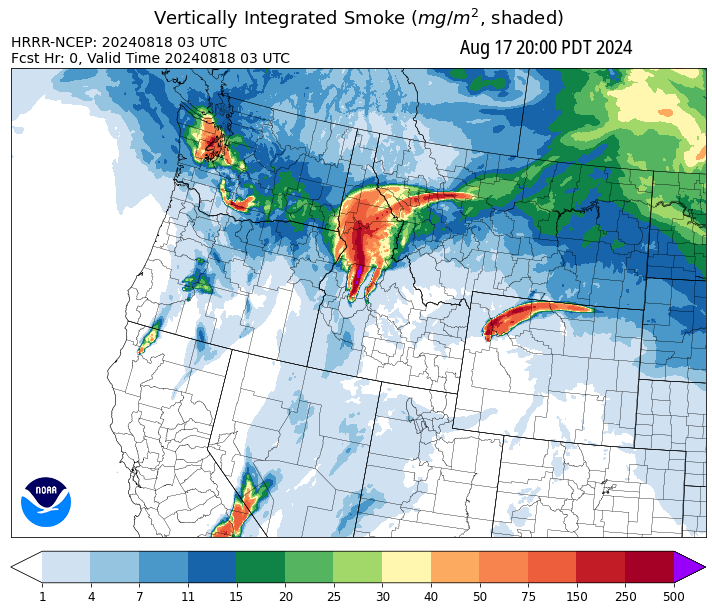 Vertically Integrated Smoke (mg/m², shaded)
HRRR-NCEP: 20240818 03 UTC
Fcst Hr: 0, Valid Time 20240818 03 UTC
Aug 17 20:00 PDT 2024
NOAA
1 4 7 11 15 20 25 30 40 50 75 150 250 500